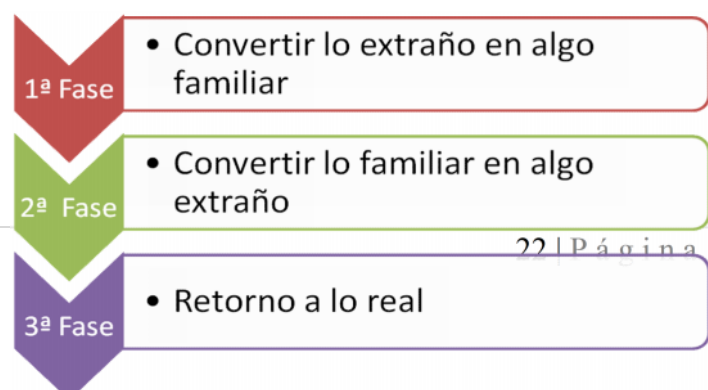 1ª Fase
• Convertir lo extraño en algo
familiar
2ª Fase
• Convertir lo familiar en algo
extraño
22 | P á g i n a
3ª Fase
• Retorno a lo real